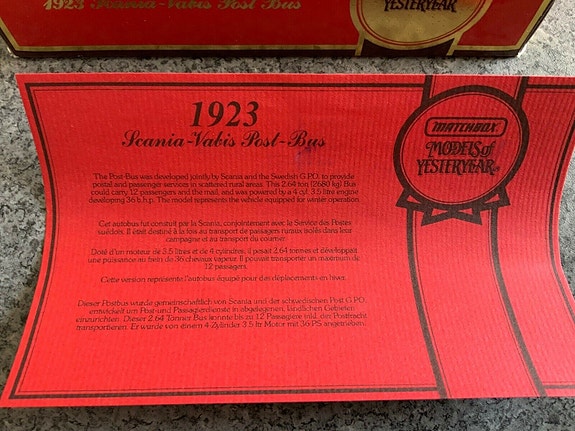 1923 Scania-Vabis Post Bus
YESTERYEAR
1923
Scania-Vabis Post-Bus
MATCHBOX
MODELS of
YESTERYEAR
The Post-Bus was developed jointly by Scania and the Swedish G.P.O. to provide
postal and passenger services in scattered rural areas. This 2.64 ton (2680 kg) Bus
could carry 12 passengers and the mail, and was powered by a 4 cyl. 3.5 litre engine
developing 36 b.h.p. The model represents the vehicle equipped for winter operation.
Cet autobus fut construit par la Scania, conjointement avec le Service des Postes
suédois. Il était destiné à la fois au transport de passagers ruraux isolés dans leur
campagne et au transport du courrier.
Doté d'un moteur de 3.5 litres et de 4 cylindres, il pesait 2.64 tonnes et développait
une puissance au frein de 36 chevaux vapeur. Il pouvait transporter un maximum de
12 passagers.
Cette version représente l'autobus équipé pour des déplacements en hiver.
Dieser Postbus wurde gemeinschaftlich von Scania und der schwedischen Post G.P.O.
entwickelt um Post-und Passagierdienste in abgelegenen, ländlichen Gebieten
einzurichten. Dieser 2.64 Tonner Bus konnte bis zu 12 Passagiere inkl. der Postfracht
transportieren. Er wurde von einem 4-Zylinder 3.5 ltr Motor mit 36 PS angetrieben.